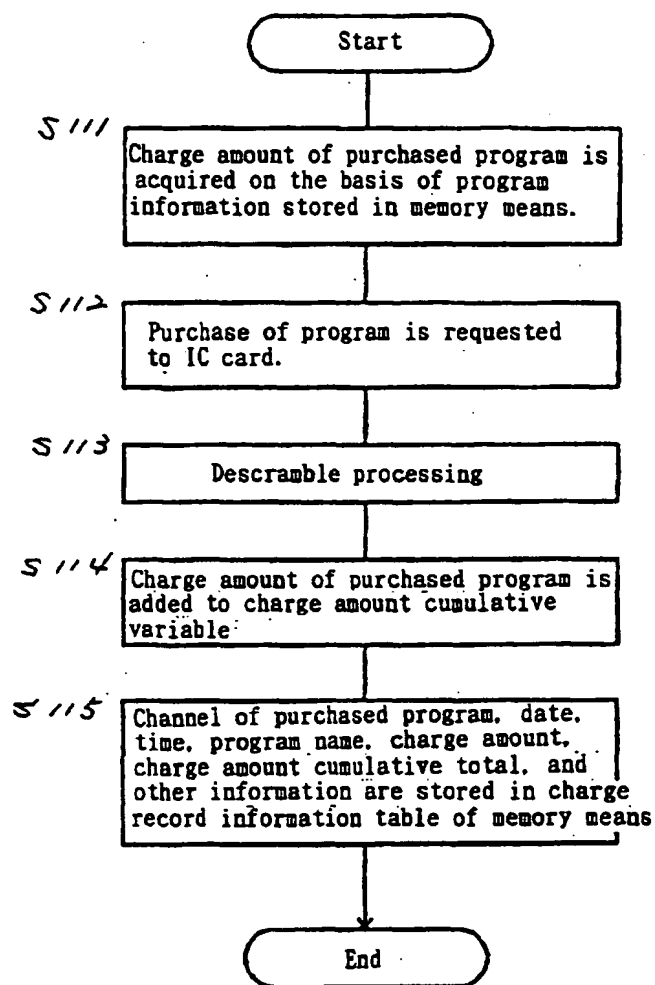 Start
S111
Charge amount of purchased program is
acquired on the basis of program
information stored in memory means.
S112
Purchase of program is requested
to IC card.
S113
Descramble processing
S114
Charge amount of purchased program is
added to charge amount cumulative
variable
S115
Channel of purchased program, date,
time, program name, charge amount,
charge amount cumulative total, and
other information are stored in charge
record information table of memory means
End